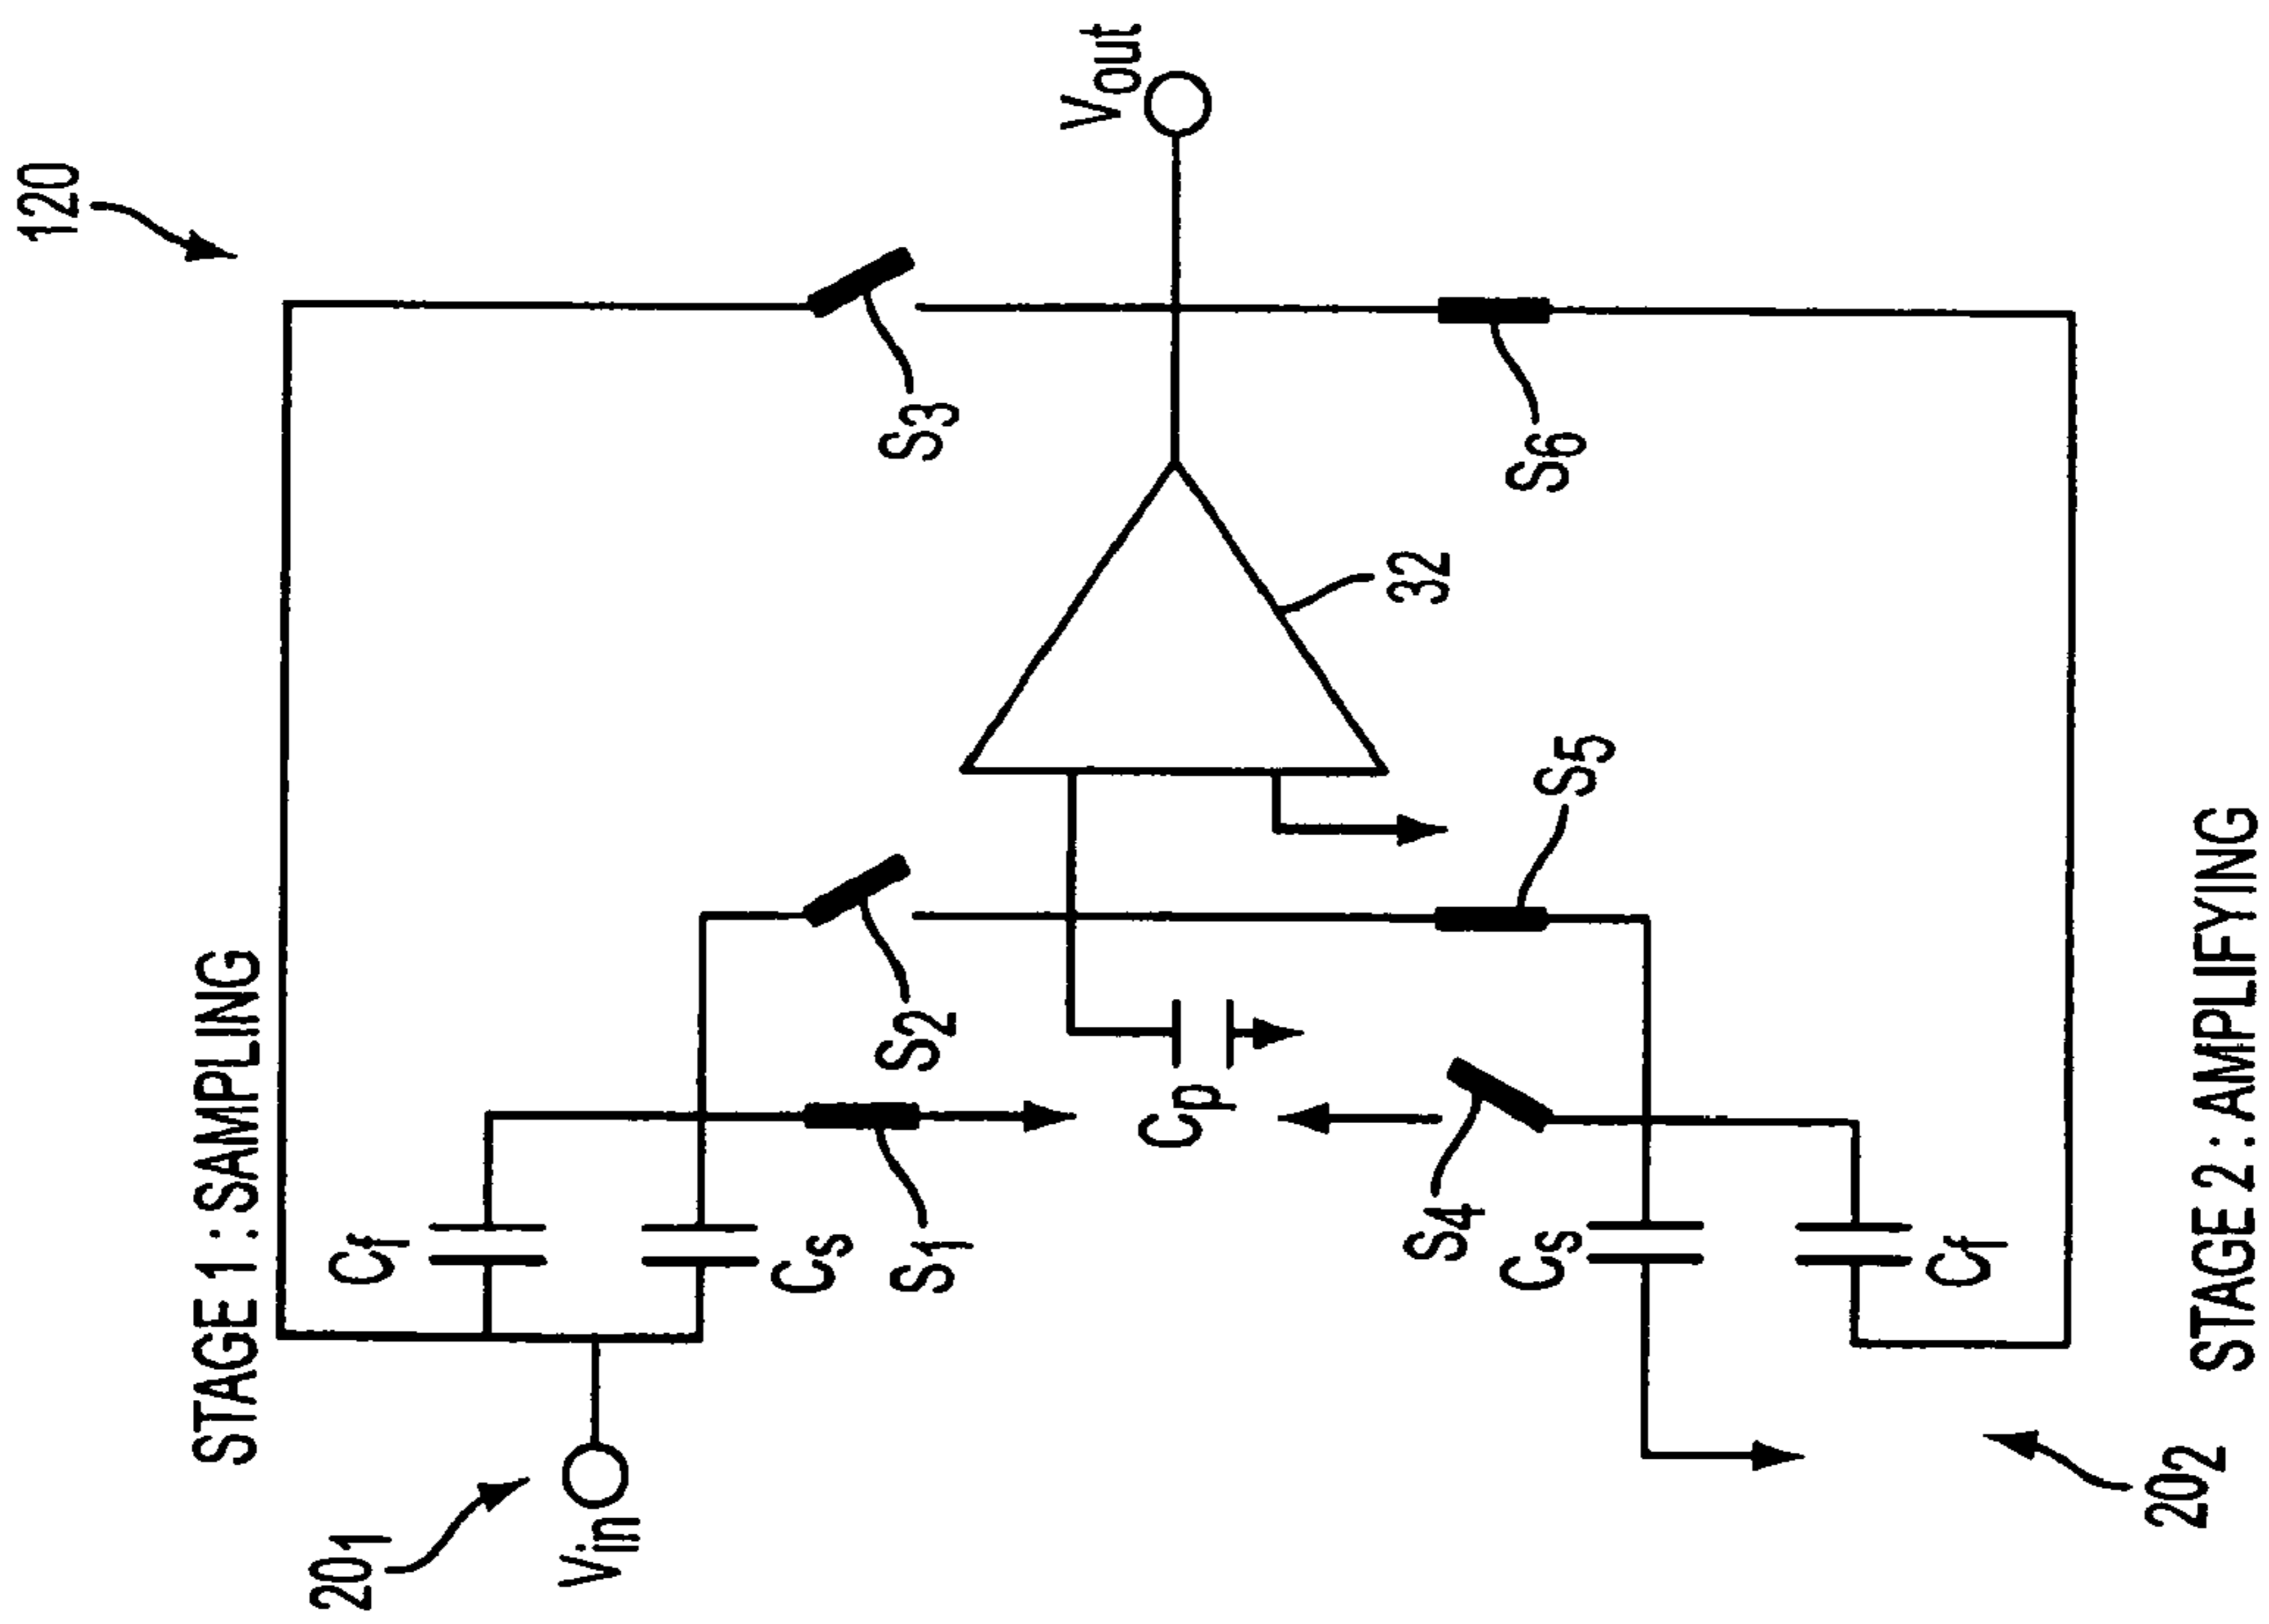 120
STAGE 1 : SAMPLING
201
Vin
Cf
Cs
S1
S2
S3
Vout
Cp
32
S4
S5
S6
Cs
Cf
202
STAGE 2 : AMPLIFYING